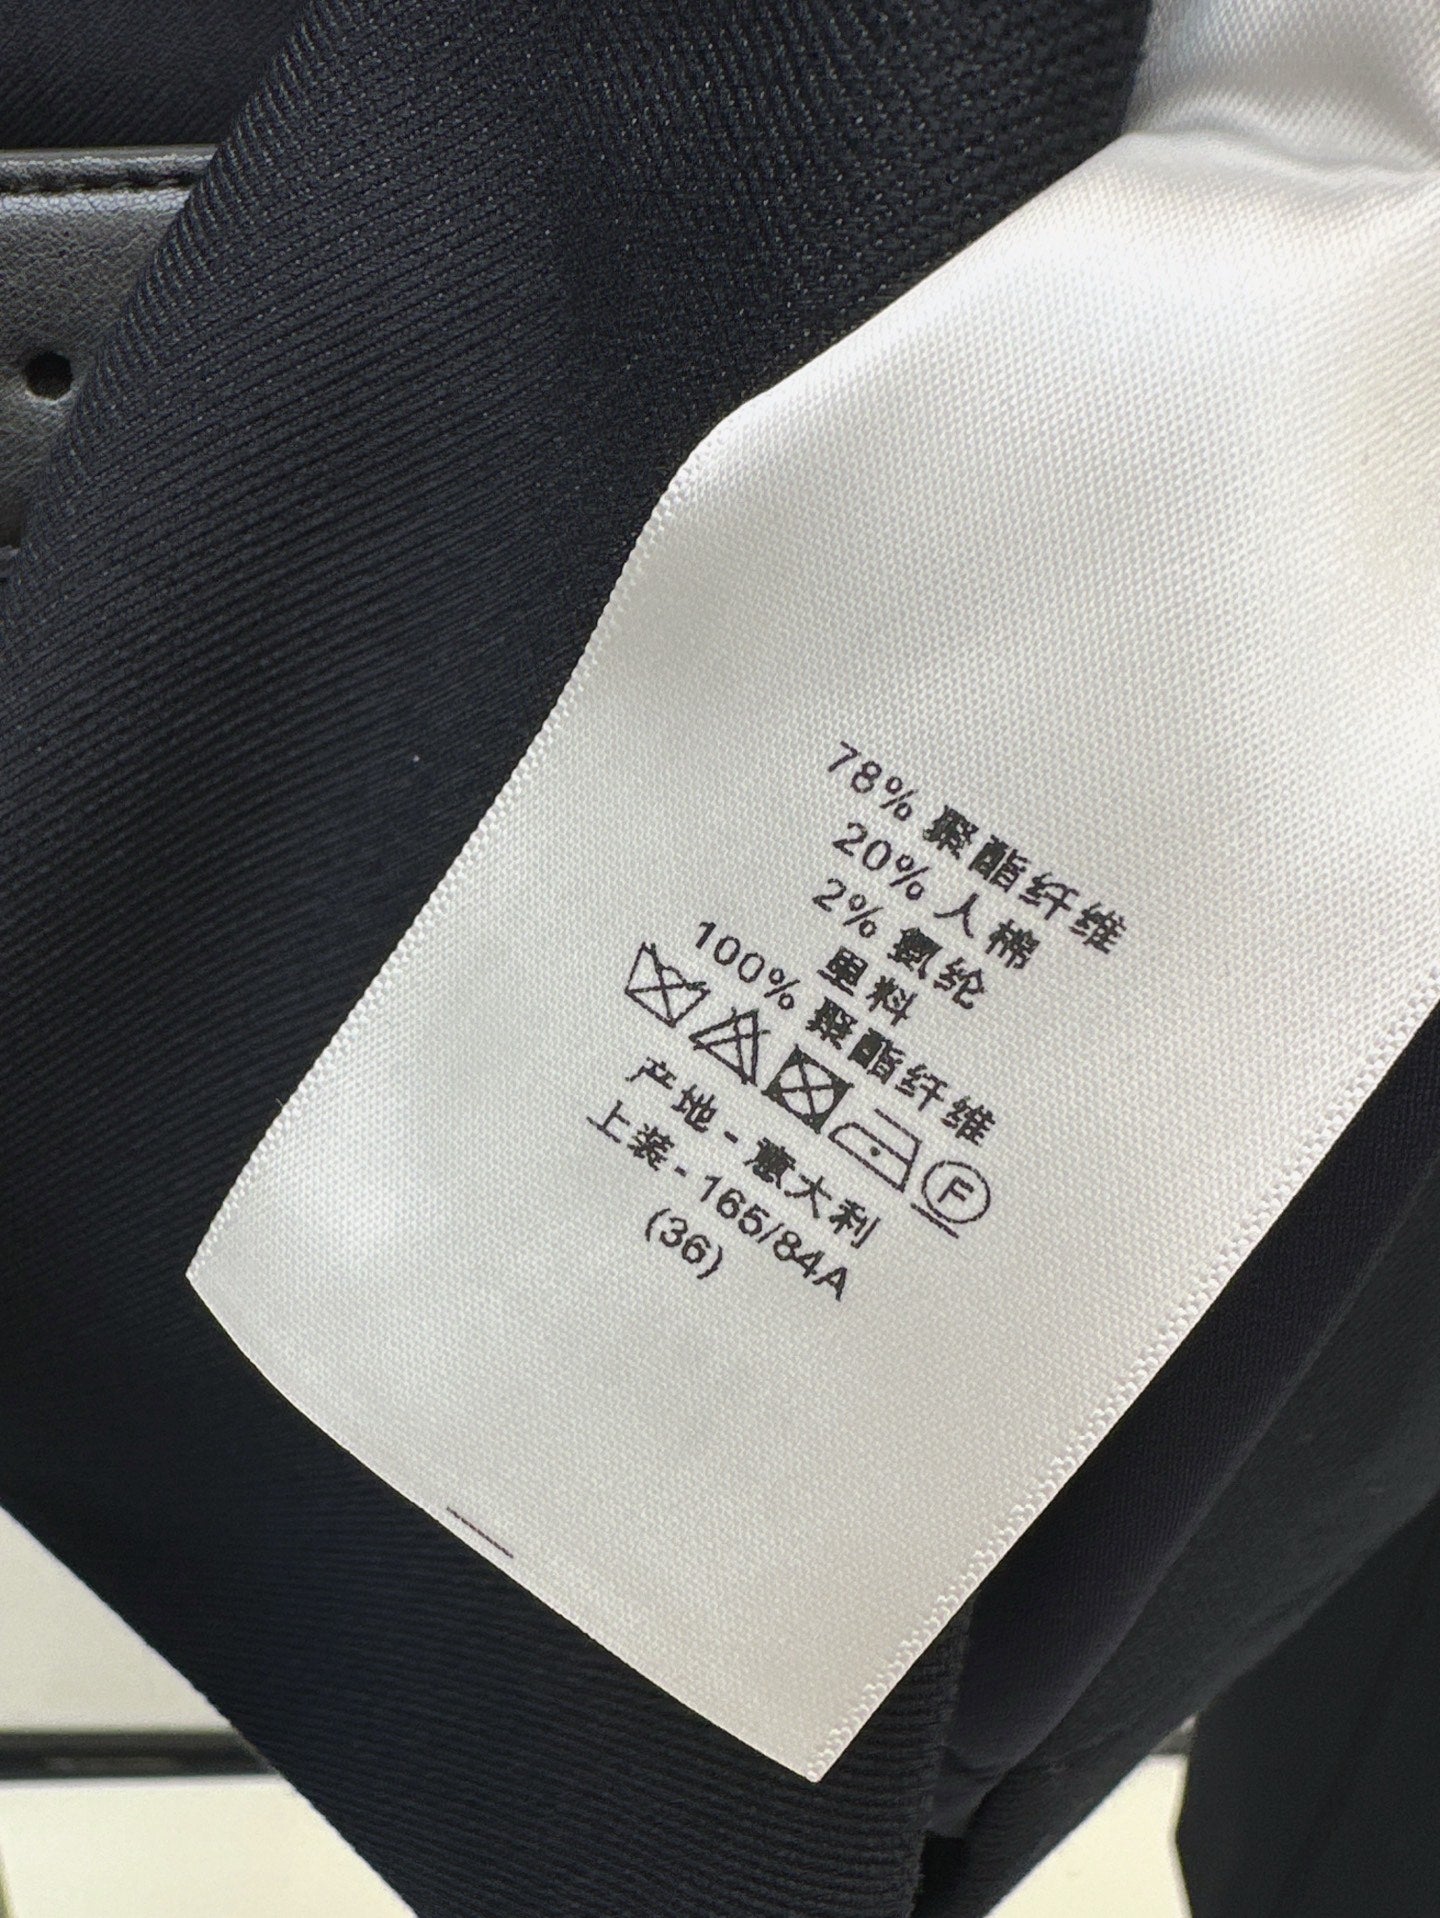 78% 聚酯纤维
20% 人棉
2% 氨纶
里料
100% 聚酯纤维
F
产地 - 意大利
上装 - 165/84A
(36)